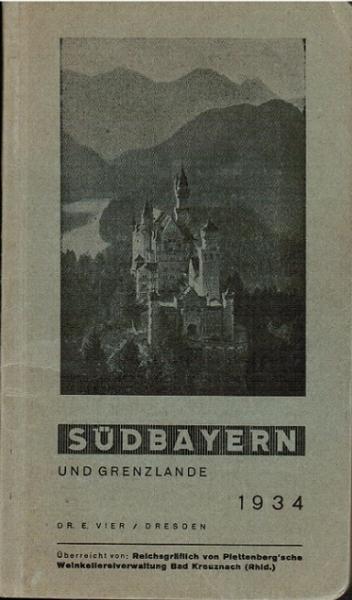 SÜDBAYERN
UND GRENZLANDE
1934
DR. E. VIER / DRESDEN
Überreicht von: Reichsgräflich von Plettenberg'sche
Weinkellereiverwaltung Bad Kreuznach (Rhld.)